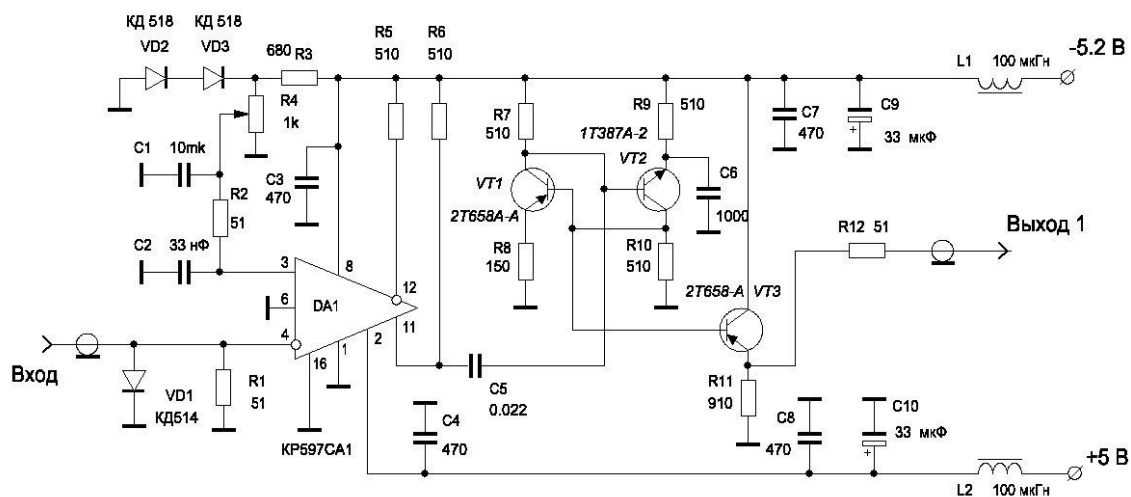 КД 518
VD2
КД 518
VD3
680 R3
R4
1k
R5
510
R6
510
R7
510
R9
510
1T387A-2
VT2
VT1
2T658A-A
R8
150
R10
510
C6
1000
C7
470
C9
33 мкФ
+
L1 100 мкГн
-5.2 В
C1 10mk
R2
51
C3
470
C2 33 нФ
3
8
6
DA1
12
11
4
2
16
1
Вход
VD1
КД514
R1
51
КР597СА1
C5
0.022
C4
470
2T658-A VT3
R11
910
R12 51
Выход 1
C8
470
C10
33 мкФ
+
L2 100 мкГн
+5 В